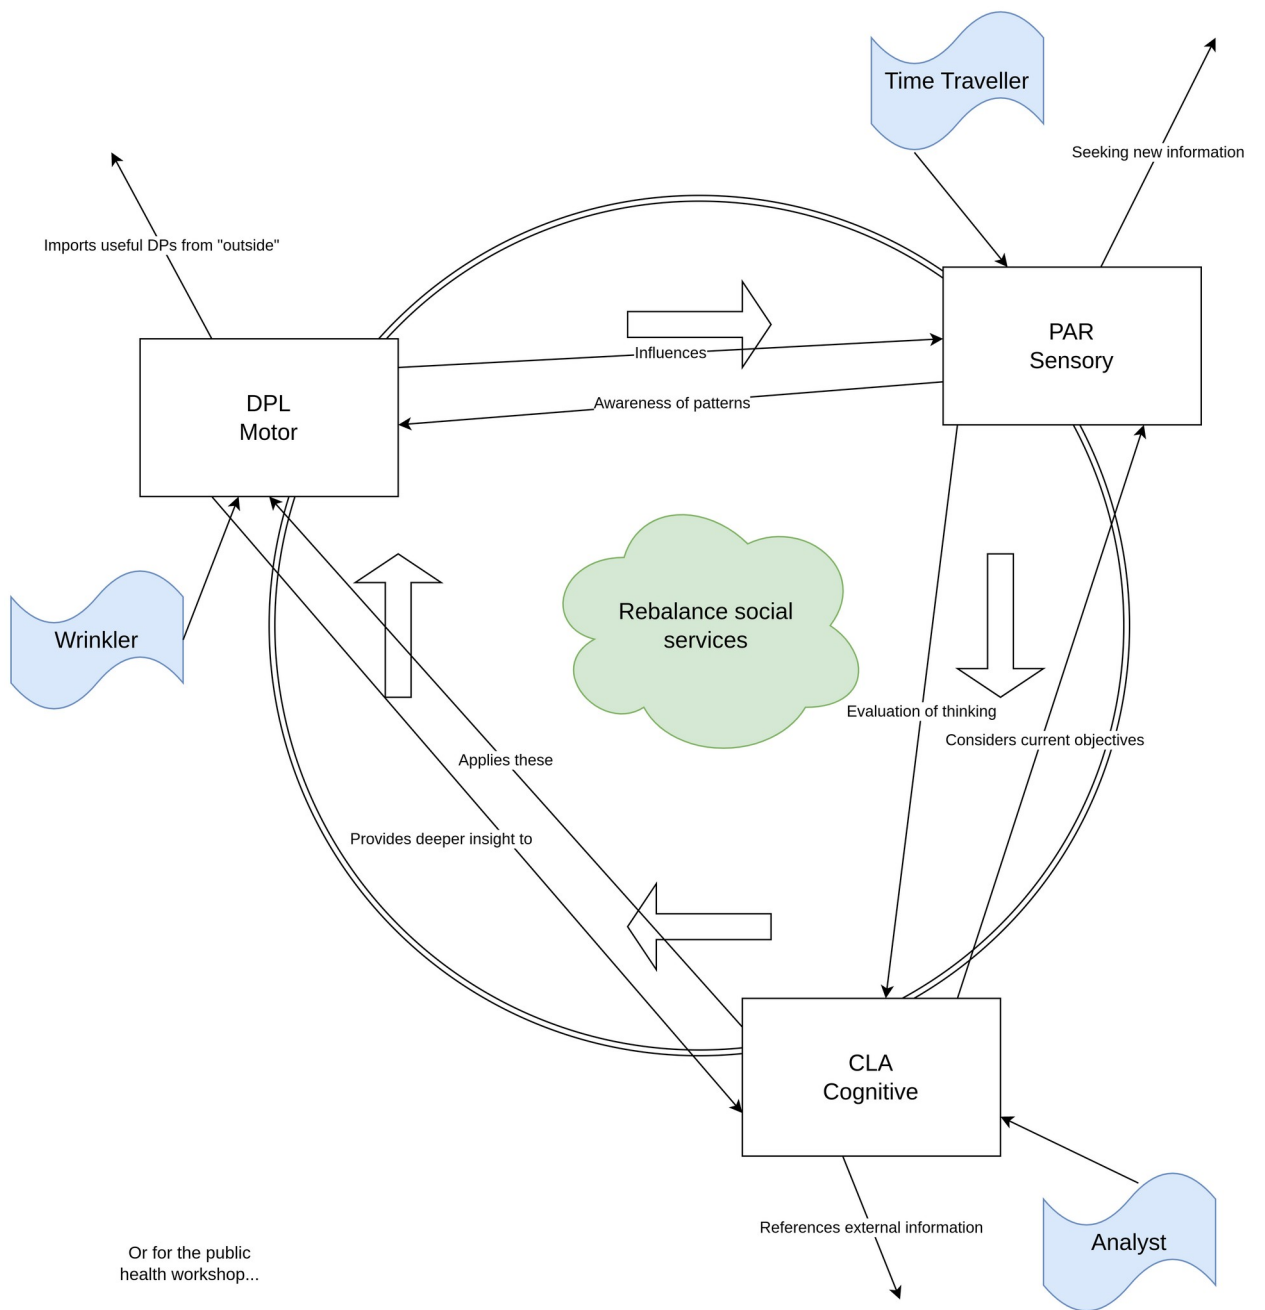 Time Traveller
Seeking new information
Imports useful DPs from "outside"
PAR
Sensory
Influences
DPL
Motor
Awareness of patterns
Rebalance social
services
Wrinkler
Evaluation of thinking
Considers current objectives
Applies these
Provides deeper insight to
CLA
Cognitive
References external information
Analyst
Or for the public
health workshop...